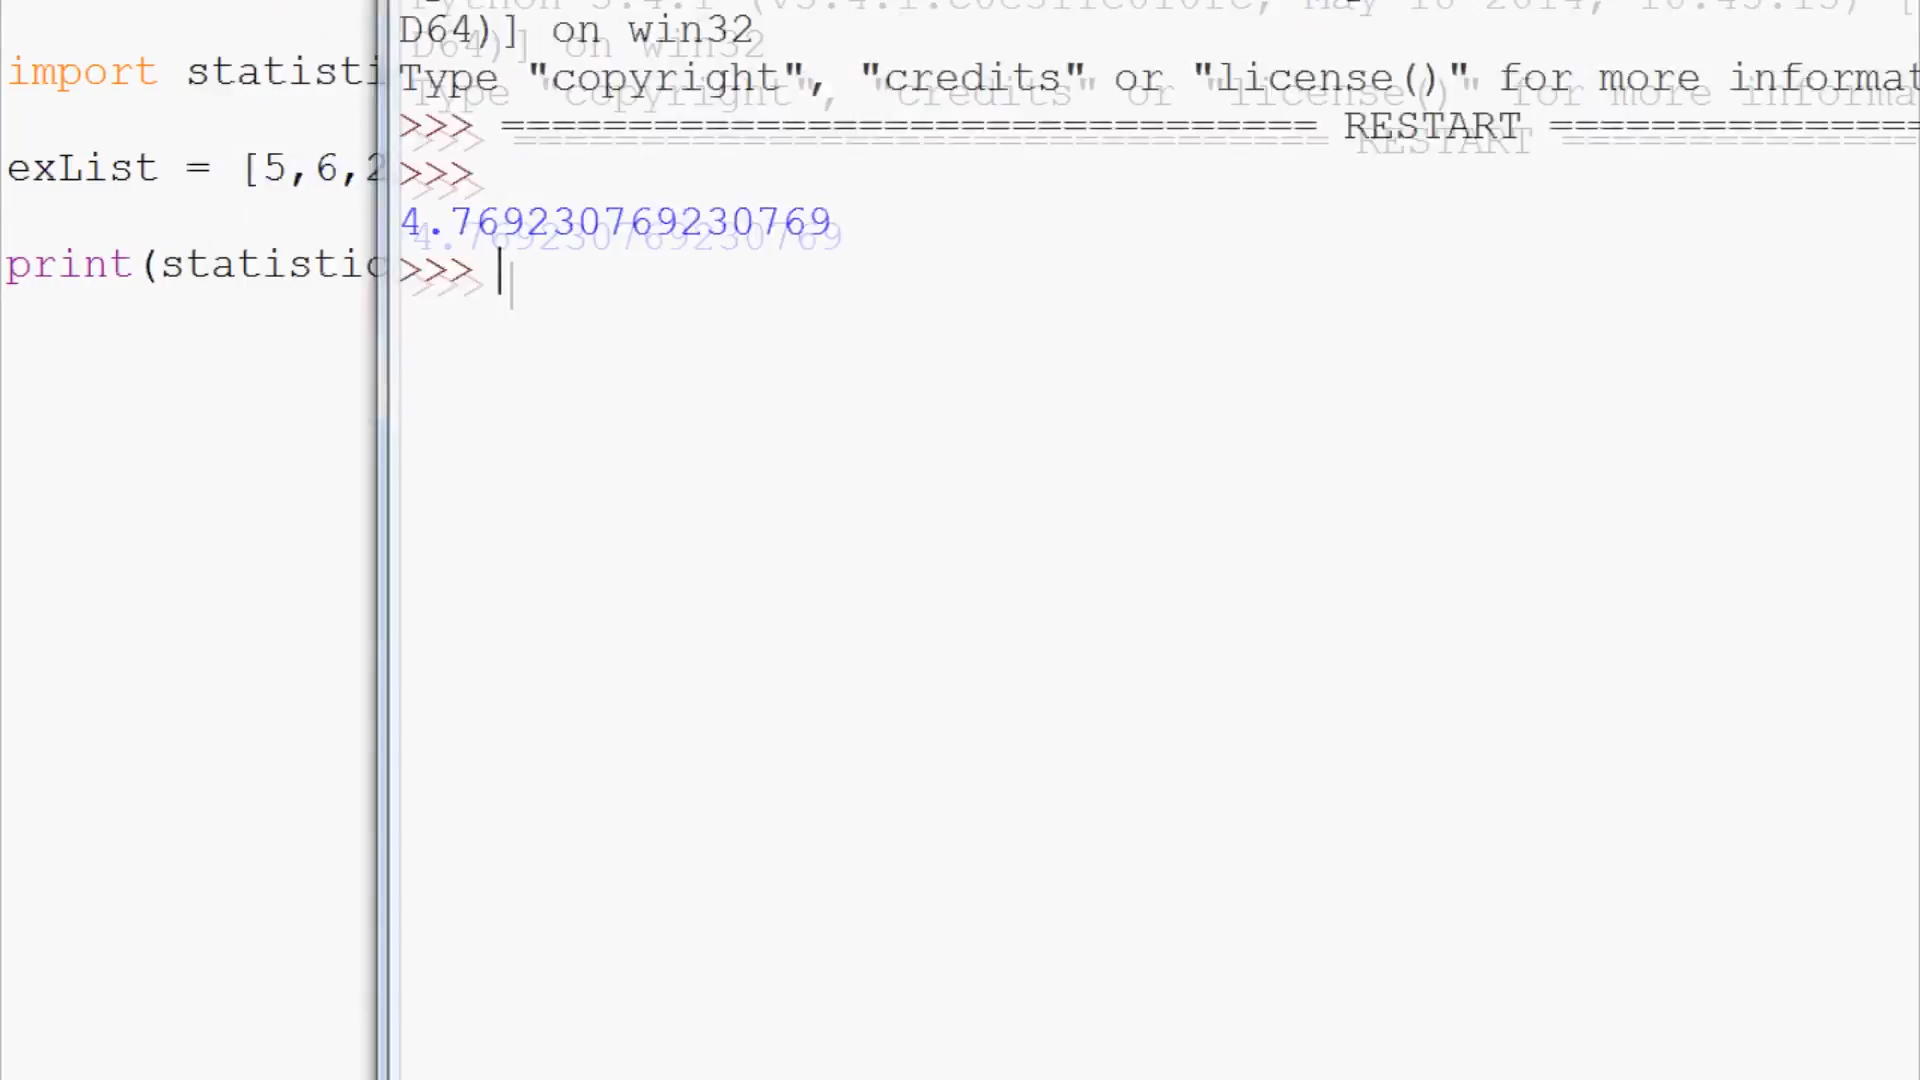 import statisti
exList = [5,6,2
print(statistic
D64)] on win32
Type "copyright", "credits" or "license()" for more informat
>>> ================================ RESTART ===============
>>>
4.769230769230769
>>>